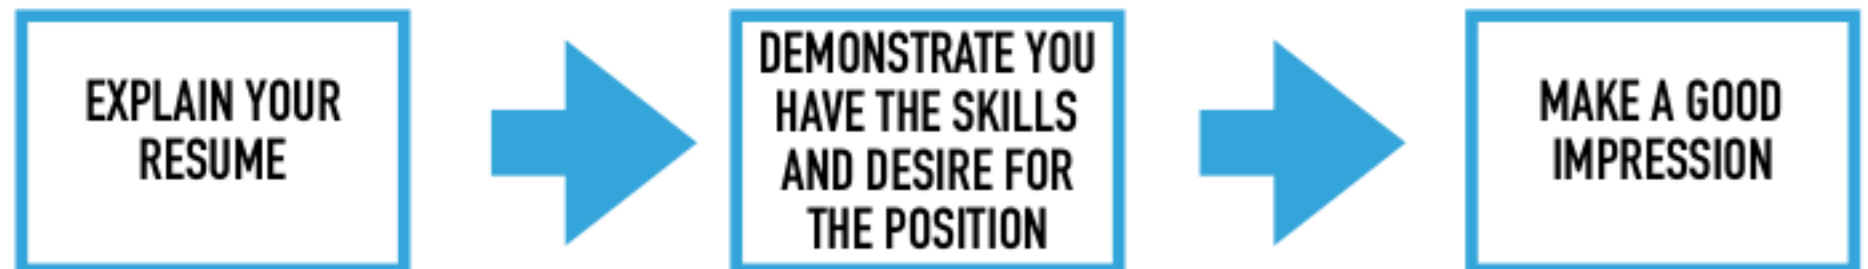 EXPLAIN YOUR
RESUME
DEMONSTRATE YOU
HAVE THE SKILLS
AND DESIRE FOR
THE POSITION
MAKE A GOOD
IMPRESSION